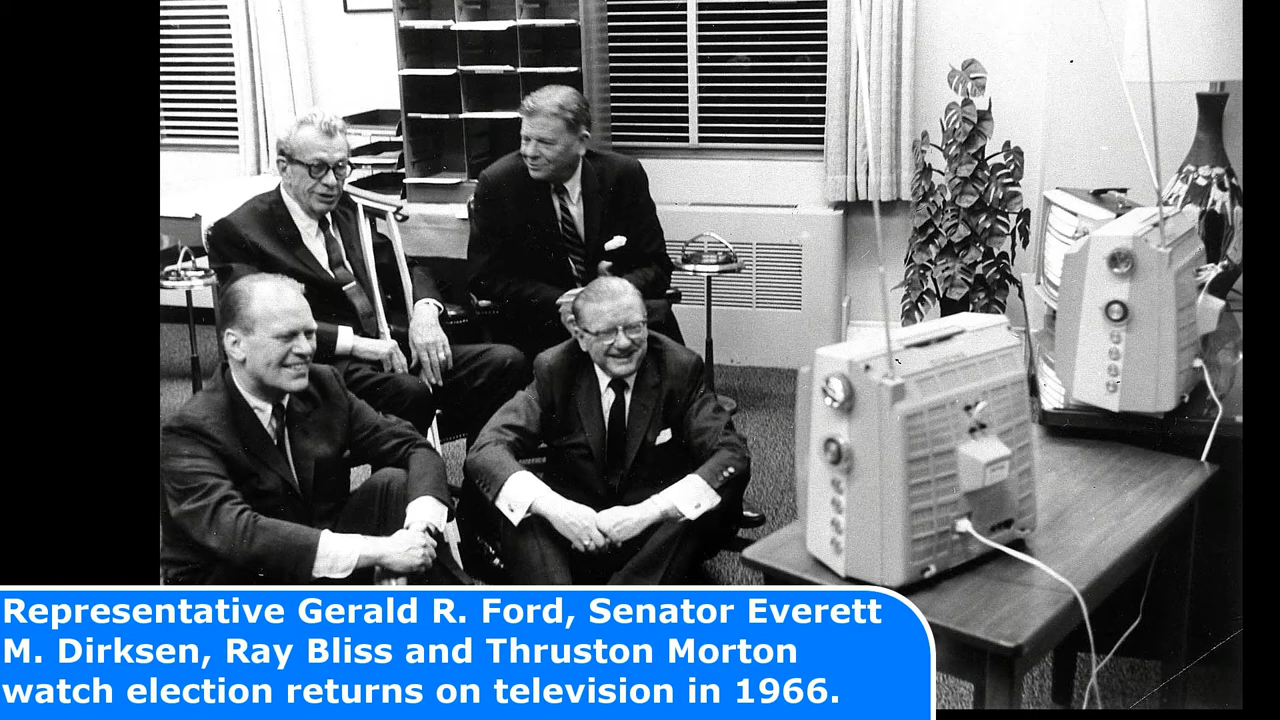 Representative Gerald R. Ford, Senator Everett
M. Dirksen, Ray Bliss and Thruston Morton
watch election returns on television in 1966.